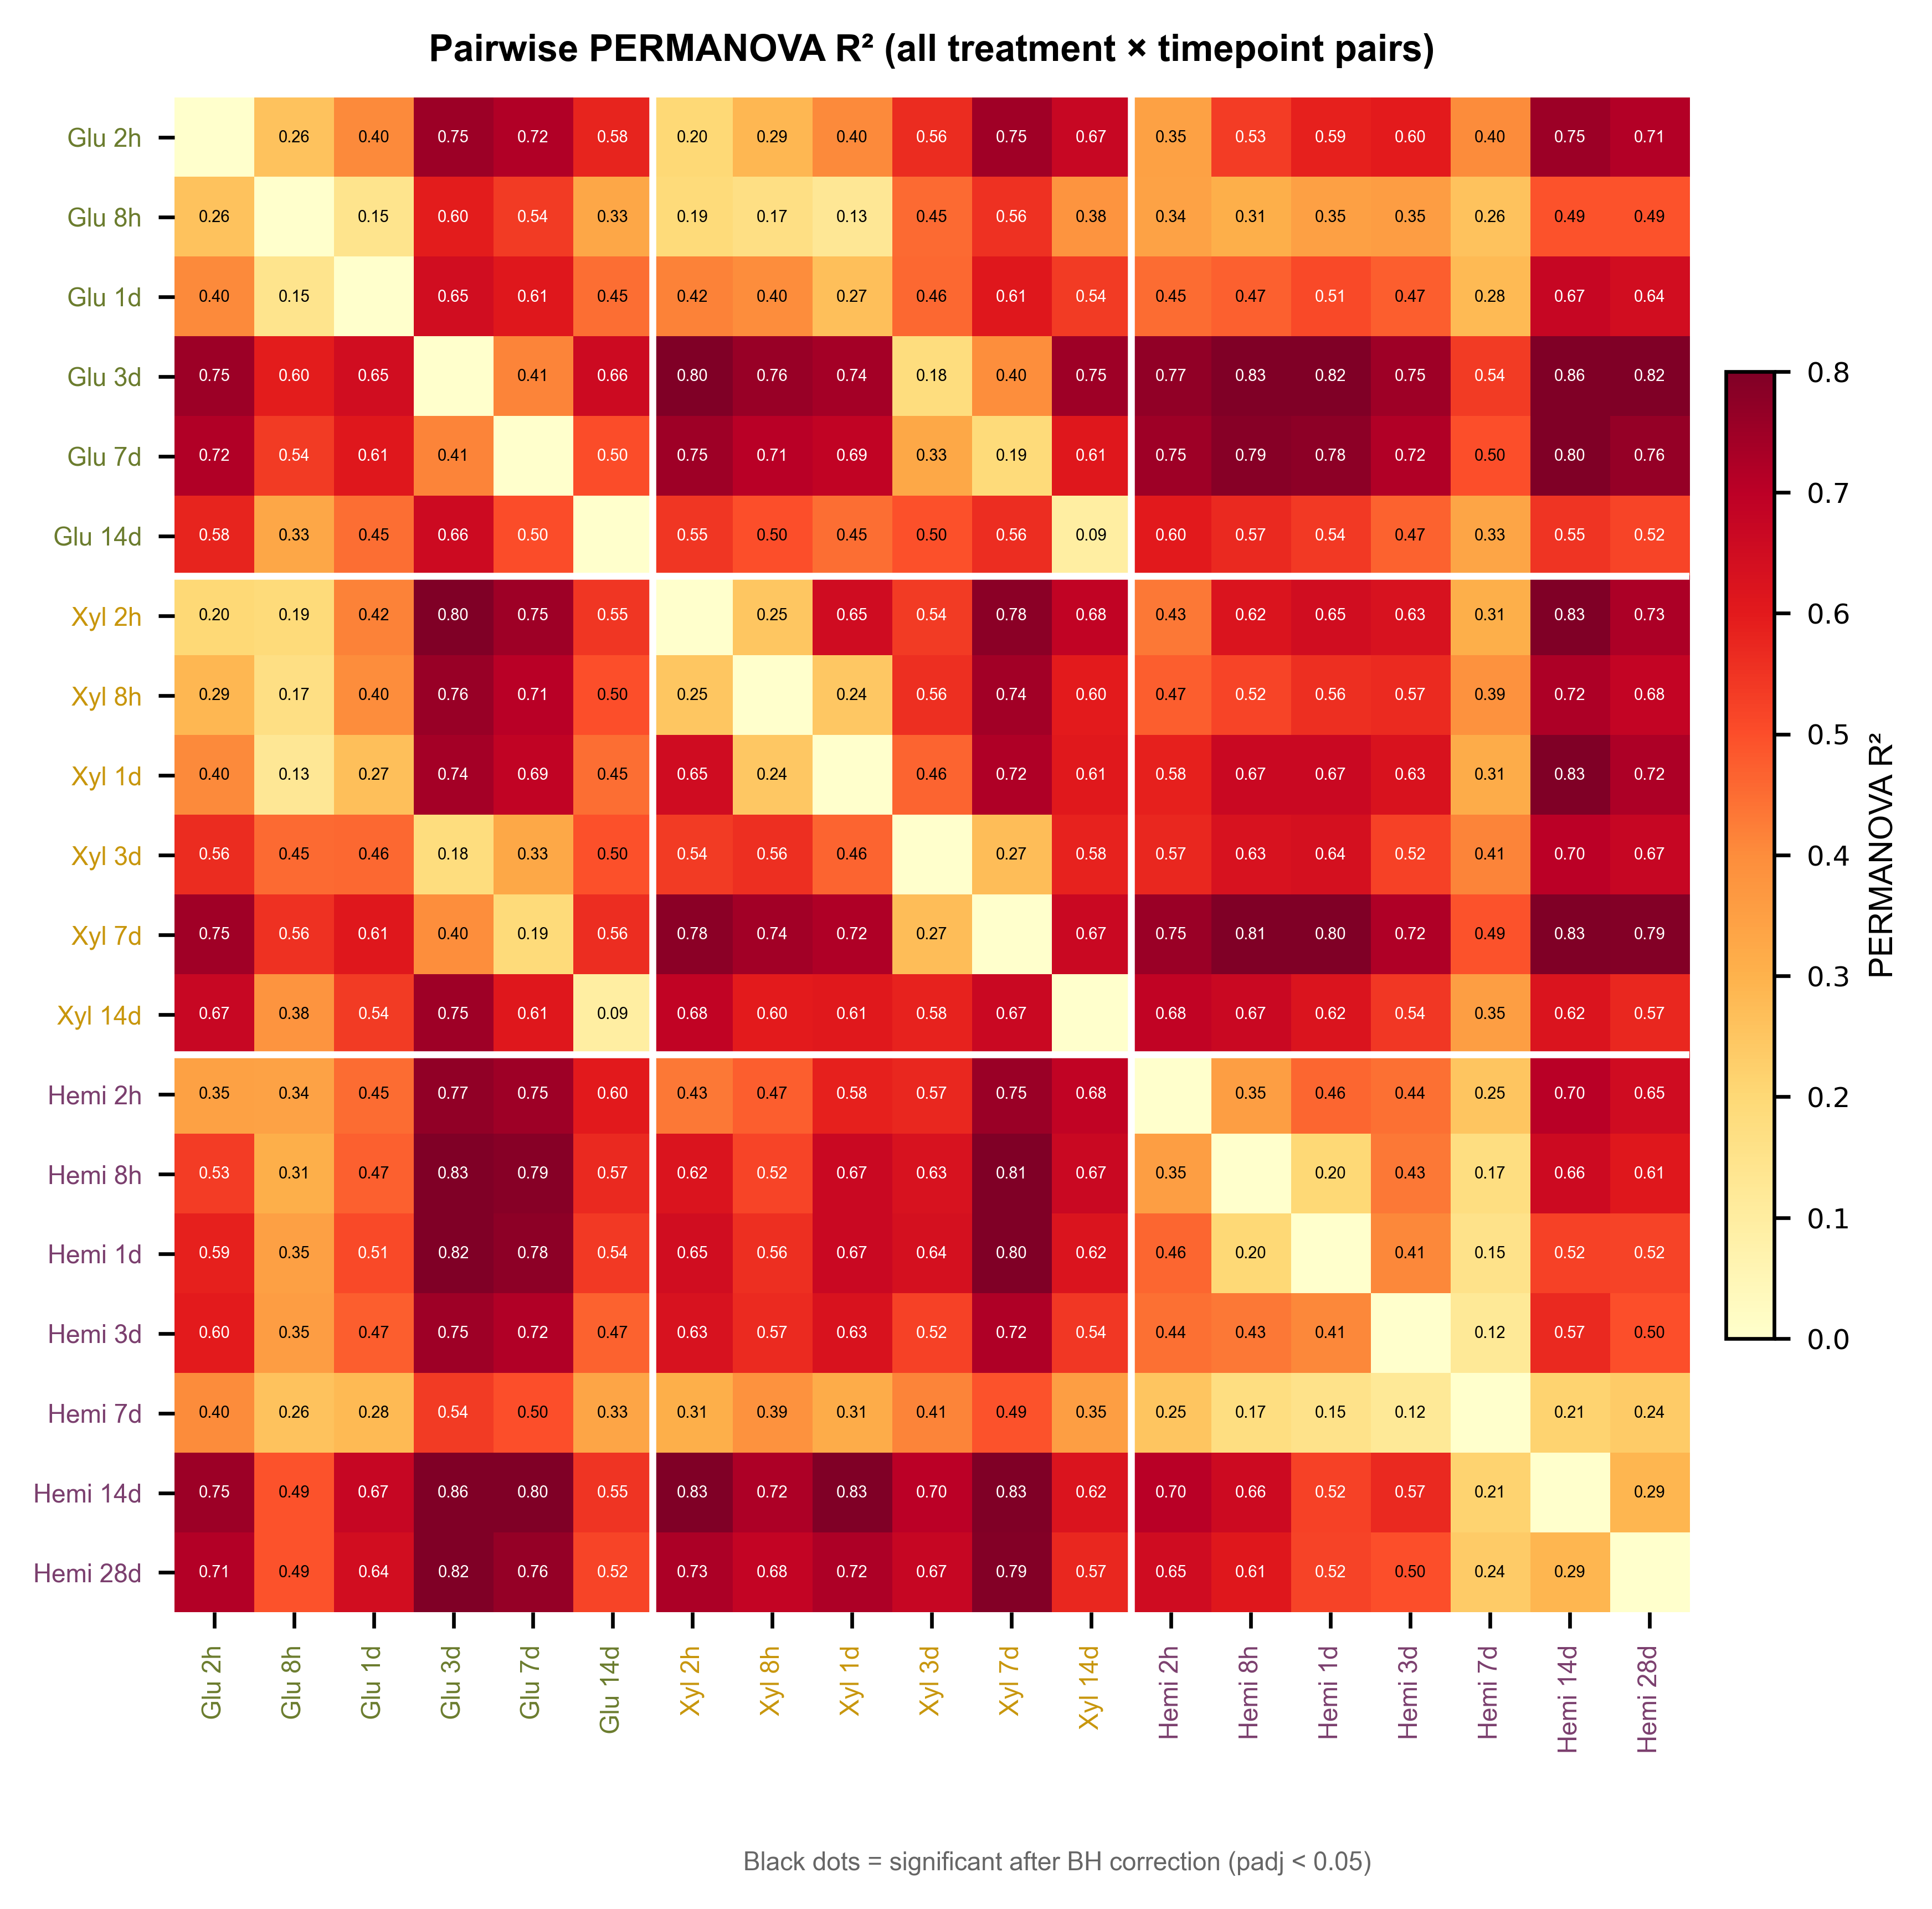 Pairwise PERMANOVA R² (all treatment × timepoint pairs)
Glu 2h 0.26 0.40 0.75 0.72 0.58 0.20 0.29 0.40 0.56 0.75 0.67 0.35 0.53 0.59 0.60 0.40 0.75 0.71
Glu 8h 0.26 0.15 0.60 0.54 0.33 0.19 0.17 0.13 0.45 0.56 0.38 0.34 0.31 0.35 0.35 0.26 0.49 0.49
Glu 1d 0.40 0.15 0.65 0.61 0.45 0.42 0.40 0.27 0.46 0.61 0.54 0.45 0.47 0.51 0.47 0.28 0.67 0.64
Glu 3d 0.75 0.60 0.65 0.41 0.66 0.80 0.76 0.74 0.18 0.40 0.75 0.77 0.83 0.82 0.75 0.54 0.86 0.82
Glu 7d 0.72 0.54 0.61 0.41 0.50 0.75 0.71 0.69 0.33 0.19 0.61 0.75 0.79 0.78 0.72 0.50 0.80 0.76
Glu 14d 0.58 0.33 0.45 0.66 0.50 0.55 0.50 0.45 0.50 0.56 0.09 0.60 0.57 0.54 0.47 0.33 0.55 0.52
Xyl 2h 0.20 0.19 0.42 0.80 0.75 0.55 0.25 0.65 0.54 0.78 0.68 0.43 0.62 0.65 0.63 0.31 0.83 0.73
Xyl 8h 0.29 0.17 0.40 0.76 0.71 0.50 0.25 0.24 0.56 0.74 0.60 0.47 0.52 0.56 0.57 0.39 0.72 0.68
Xyl 1d 0.40 0.13 0.27 0.74 0.69 0.45 0.65 0.24 0.46 0.72 0.61 0.58 0.67 0.67 0.63 0.31 0.83 0.72
Xyl 3d 0.56 0.45 0.46 0.18 0.33 0.50 0.54 0.56 0.46 0.27 0.58 0.57 0.63 0.64 0.52 0.41 0.70 0.67
Xyl 7d 0.75 0.56 0.61 0.40 0.19 0.56 0.78 0.74 0.72 0.27 0.67 0.75 0.81 0.80 0.72 0.49 0.83 0.79
Xyl 14d 0.67 0.38 0.54 0.75 0.61 0.09 0.68 0.60 0.61 0.58 0.67 0.68 0.67 0.62 0.54 0.35 0.62 0.57
Hemi 2h 0.35 0.34 0.45 0.77 0.75 0.60 0.43 0.47 0.58 0.57 0.75 0.68 0.35 0.46 0.44 0.25 0.70 0.65
Hemi 8h 0.53 0.31 0.47 0.83 0.79 0.57 0.62 0.52 0.67 0.63 0.81 0.67 0.35 0.20 0.43 0.17 0.66 0.61
Hemi 1d 0.59 0.35 0.51 0.82 0.78 0.54 0.65 0.56 0.67 0.64 0.80 0.62 0.46 0.20 0.41 0.15 0.52 0.52
Hemi 3d 0.60 0.35 0.47 0.75 0.72 0.47 0.63 0.57 0.63 0.52 0.72 0.54 0.44 0.43 0.41 0.12 0.57 0.50
Hemi 7d 0.40 0.26 0.28 0.54 0.50 0.33 0.31 0.39 0.31 0.41 0.49 0.35 0.25 0.17 0.15 0.12 0.21 0.24
Hemi 14d 0.75 0.49 0.67 0.86 0.80 0.55 0.83 0.72 0.83 0.70 0.83 0.62 0.70 0.66 0.52 0.57 0.21 0.29
Hemi 28d 0.71 0.49 0.64 0.82 0.76 0.52 0.73 0.68 0.72 0.67 0.79 0.57 0.65 0.61 0.52 0.50 0.24 0.29
Glu 2h Glu 8h Glu 1d Glu 3d Glu 7d Glu 14d Xyl 2h Xyl 8h Xyl 1d Xyl 3d Xyl 7d Xyl 14d Hemi 2h Hemi 8h Hemi 1d Hemi 3d Hemi 7d Hemi 14d Hemi 28d
0.8
0.7
0.6
0.5
0.4
0.3
0.2
0.1
0.0
PERMANOVA R²
Black dots = significant after BH correction (padj < 0.05)